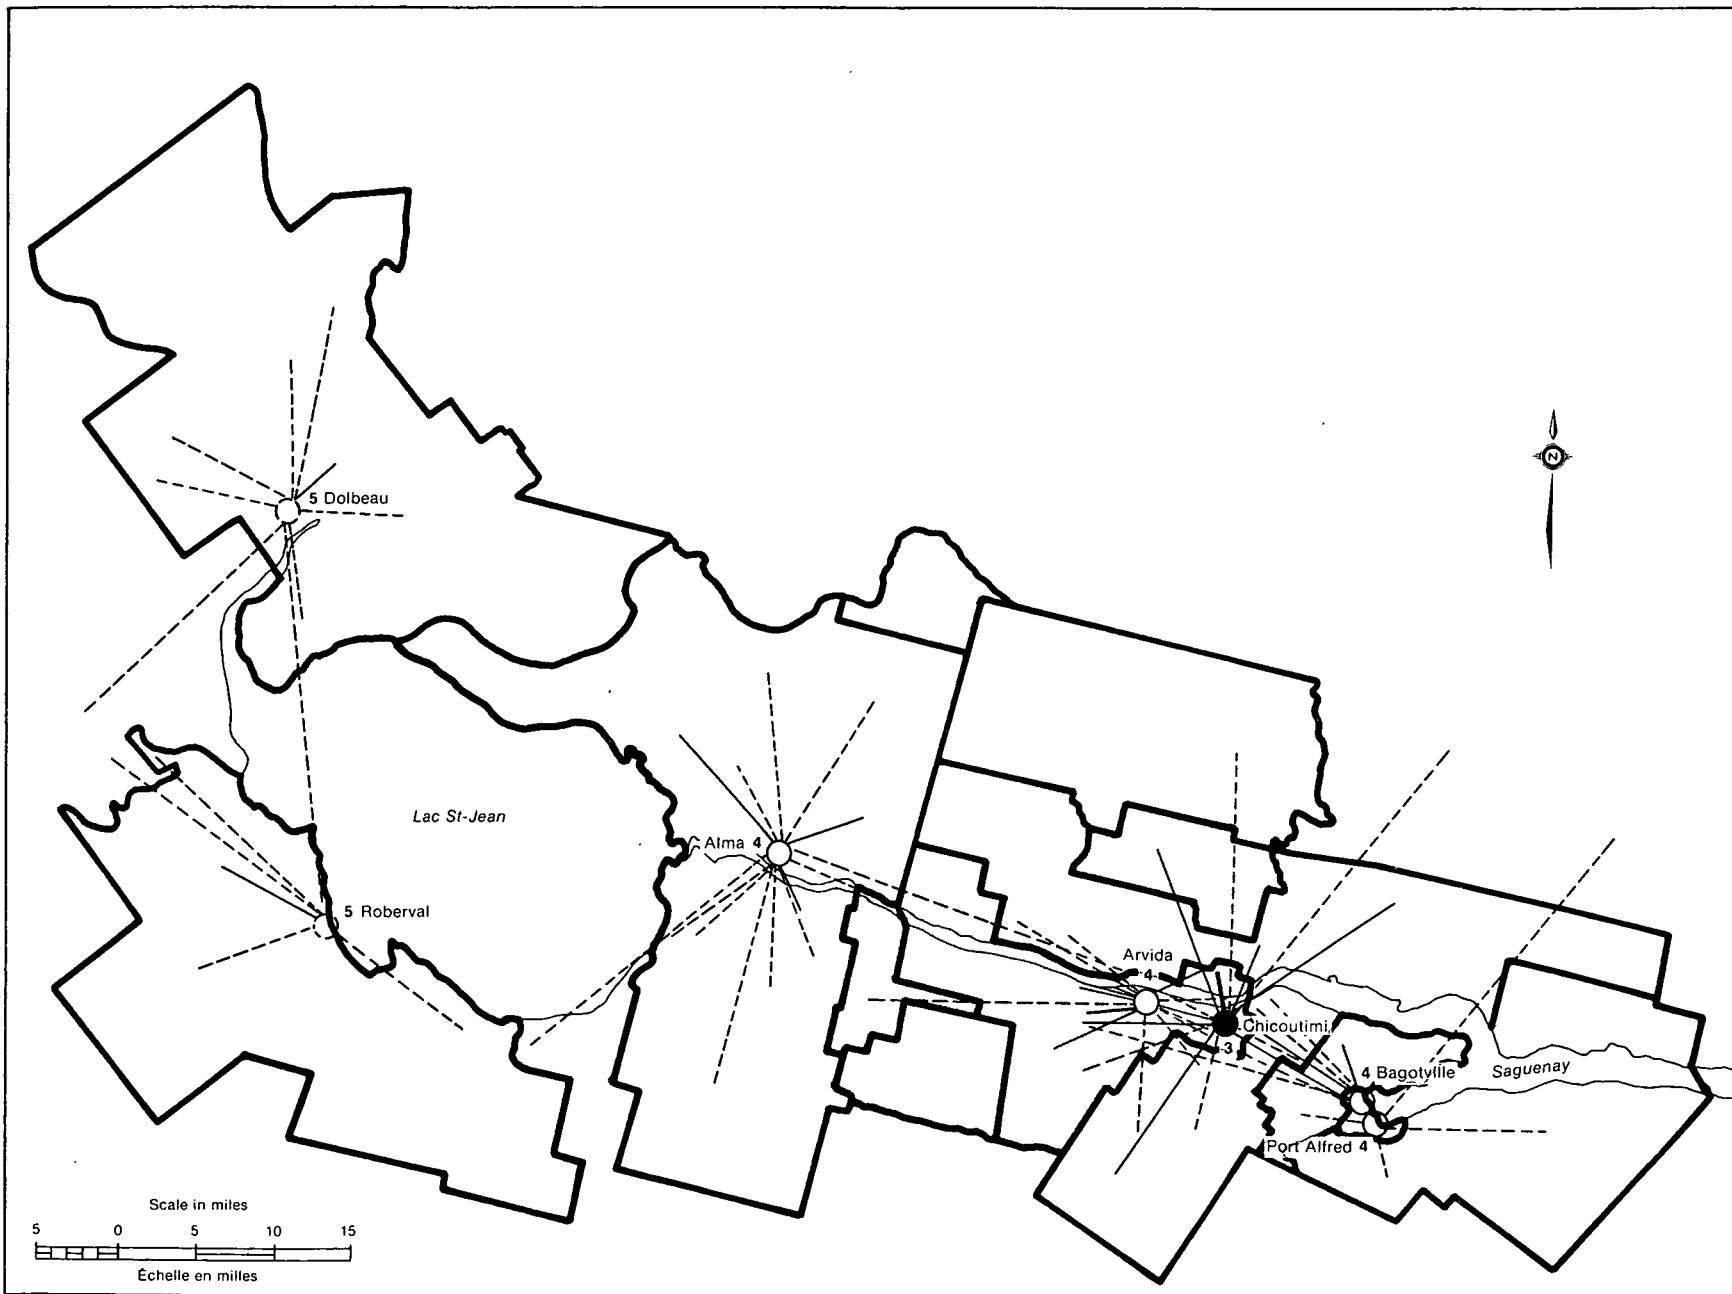 5 Dolbeau
N
Lac St-Jean
Alma 4
5 Roberval
Arvida
4
Chicoutimi
3
4 Bagotville
Saguenay
Port Alfred 4
Scale in miles
5 0 5 10 15
Échelle en milles